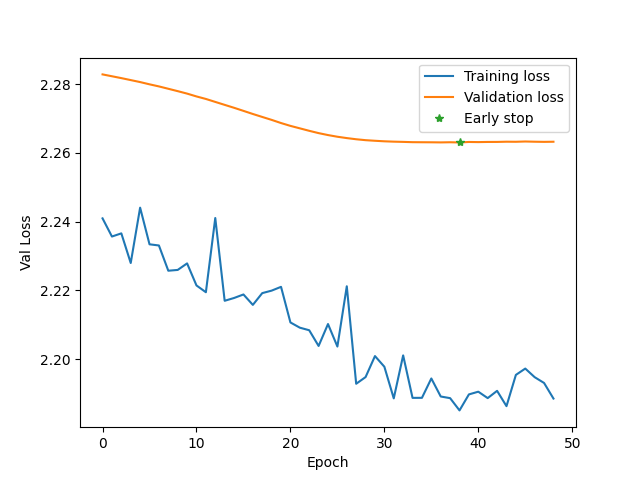 Training loss
Validation loss
Early stop
Val Loss
2.28
2.26
2.24
2.22
2.20
0 10 20 30 40 50
Epoch